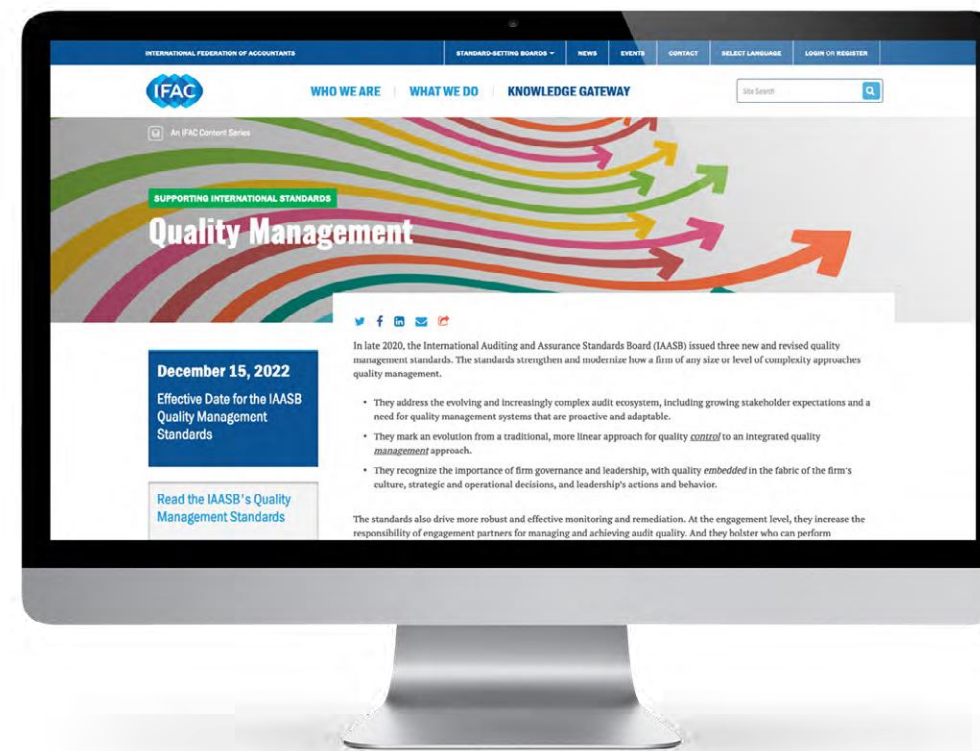 INTERNATIONAL FEDERATION OF ACCOUNTANTS
STANDARD-SETTING BOARDS
NEWS
EVENTS
CONTACT
SELECT LANGUAGE
LOGIN OR REGISTER
IFAC
WHO WE ARE
WHAT WE DO
KNOWLEDGE GATEWAY
Site Search
An IFAC Content Series
SUPPORTING INTERNATIONAL STANDARDS
Quality Management
December 15, 2022
Effective Date for the IAASB
Quality Management
Standards
Read the IAASB's Quality
Management Standards
In late 2020, the International Auditing and Assurance Standards Board (IAASB) issued three new and revised quality
management standards. The standards strengthen and modernize how a firm of any size or level of complexity approaches
quality management.
• They address the evolving and increasingly complex audit ecosystem, including growing stakeholder expectations and a
need for quality management systems that are proactive and adaptable.
• They mark an evolution from a traditional, more linear approach for quality control to an integrated quality
management approach.
• They recognize the importance of firm governance and leadership, with quality embedded in the fabric of the firm's
culture, strategic and operational decisions, and leadership's actions and behavior.
The standards also drive more robust and effective monitoring and remediation. At the engagement level, they increase the
responsibility of engagement partners for managing and achieving audit quality. And they bolster who can perform